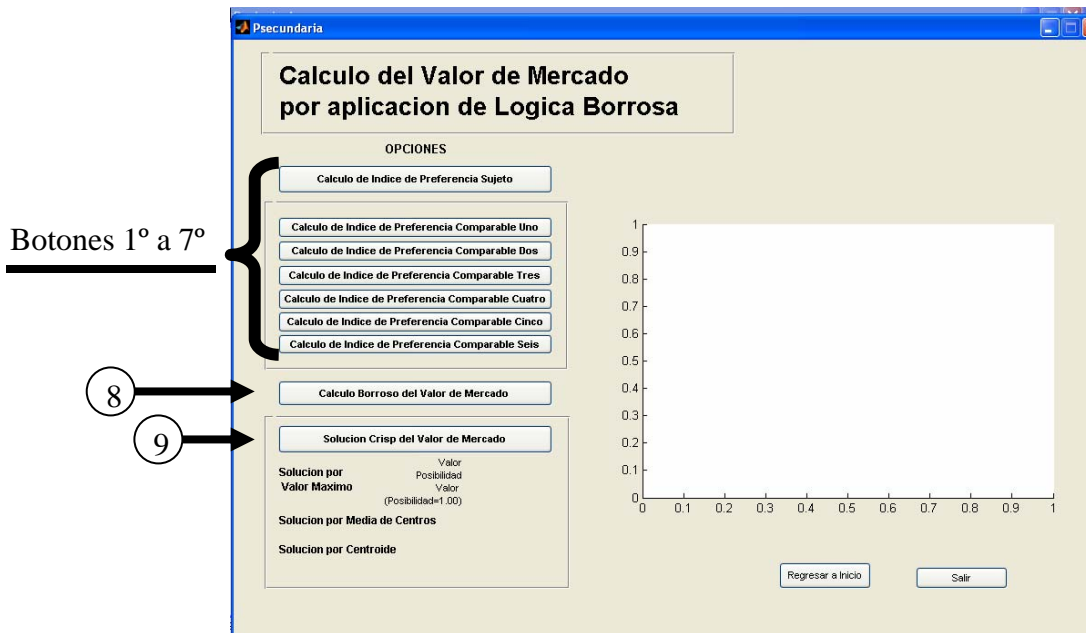 Psecundaria
Calculo del Valor de Mercado
por aplicacion de Logica Borrosa
OPCIONES
Calculo de Indice de Preferencia Sujeto
Botones 1º a 7º
Calculo de Indice de Preferencia Comparable Uno
Calculo de Indice de Preferencia Comparable Dos
Calculo de Indice de Preferencia Comparable Tres
Calculo de Indice de Preferencia Comparable Cuatro
Calculo de Indice de Preferencia Comparable Cinco
Calculo de Indice de Preferencia Comparable Seis
8
Calculo Borroso del Valor de Mercado
9
Solucion Crisp del Valor de Mercado
Solucion por
Valor Maximo
Valor
Posibilidad
Valor
(Posibilidad=1.00)
Solucion por Media de Centros
Solucion por Centroide
1
0.9
0.8
0.7
0.6
0.5
0.4
0.3
0.2
0.1
0
0 0.1 0.2 0.3 0.4 0.5 0.6 0.7 0.8 0.9 1
Regresar a Inicio
Salir